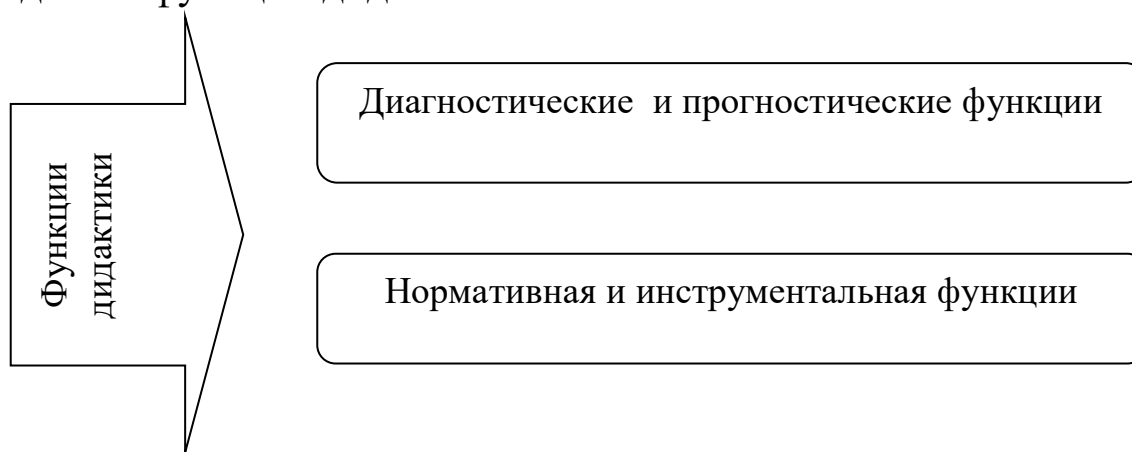 Функции
дидактики
Диагностические и прогностические функции
Нормативная и инструментальная функции